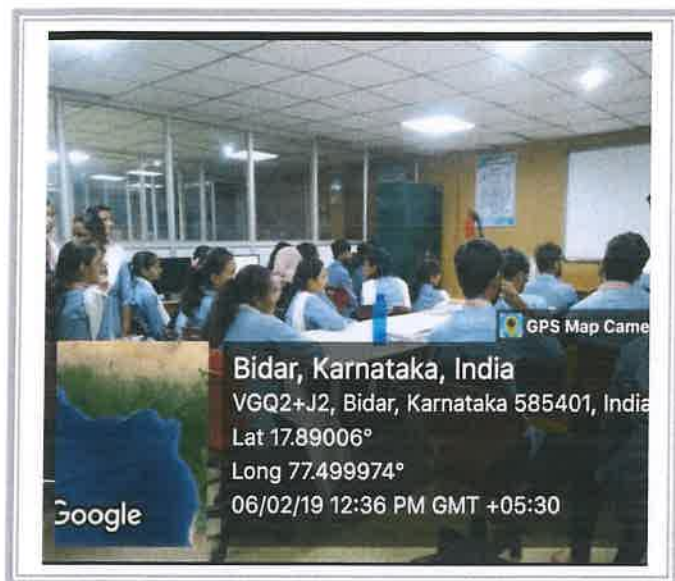 GPS Map Came
Bidar, Karnataka, India
VGQ2+J2, Bidar, Karnataka 585401, India
Lat 17.89006°
Long 77.499974°
06/02/19 12:36 PM GMT +05:30
Google